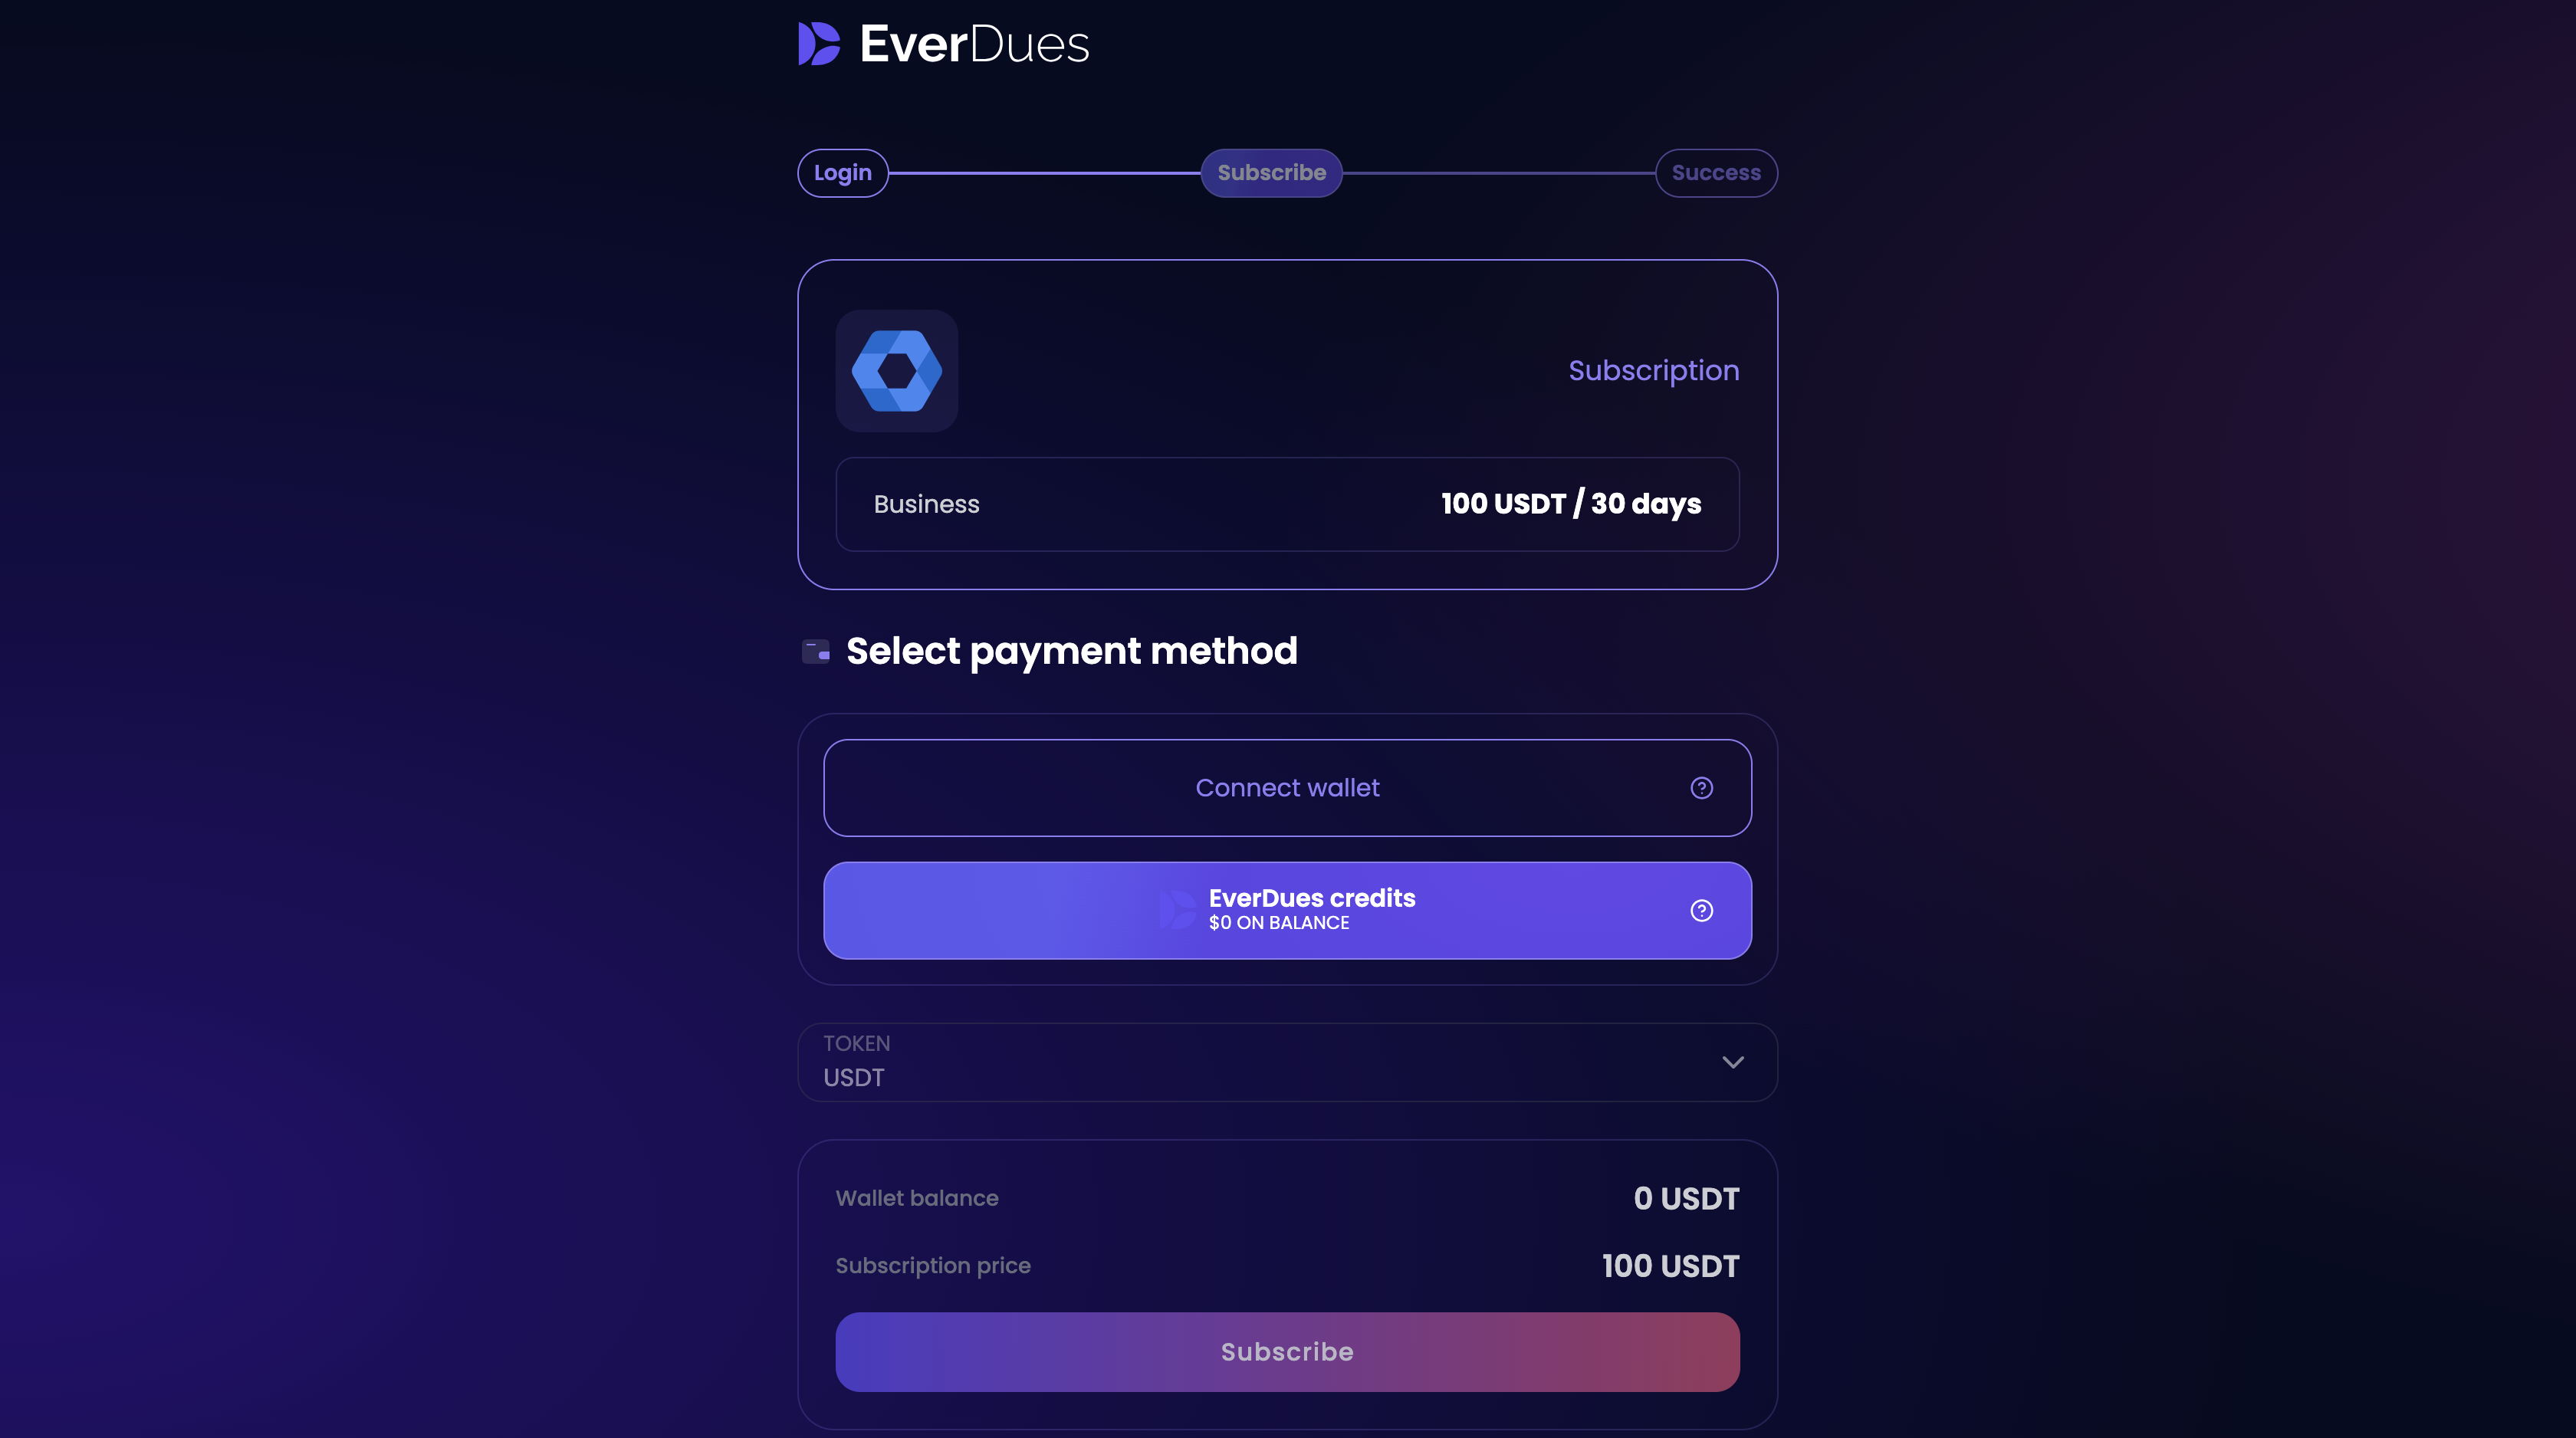 EverDues
Login
Subscribe
Success
Subscription
Business
100 USDT / 30 days
Select payment method
Connect wallet
EverDues credits
$0 ON BALANCE
TOKEN
USDT
Wallet balance
0 USDT
Subscription price
100 USDT
Subscribe